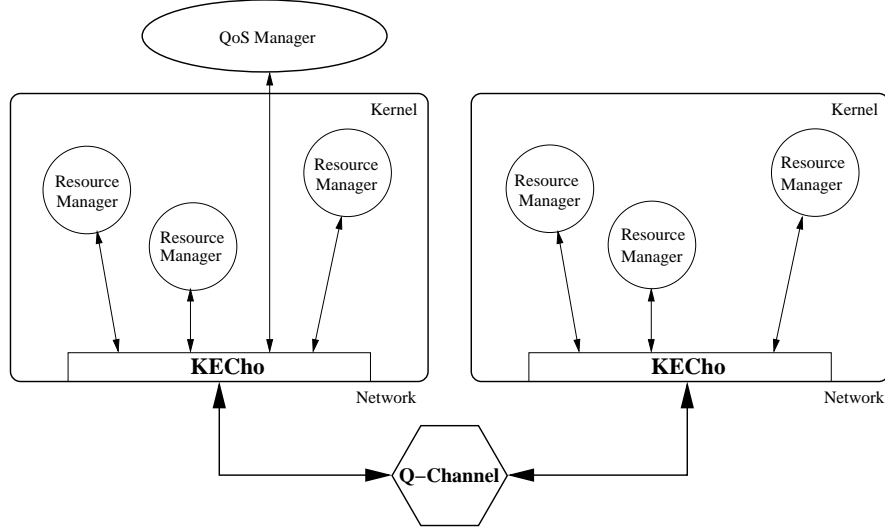 QoS Manager
Kernel
Resource
Manager
Resource
Manager
Resource
Manager
KECho
Network
Kernel
Resource
Manager
Resource
Manager
Resource
Manager
KECho
Network
Q−Channel